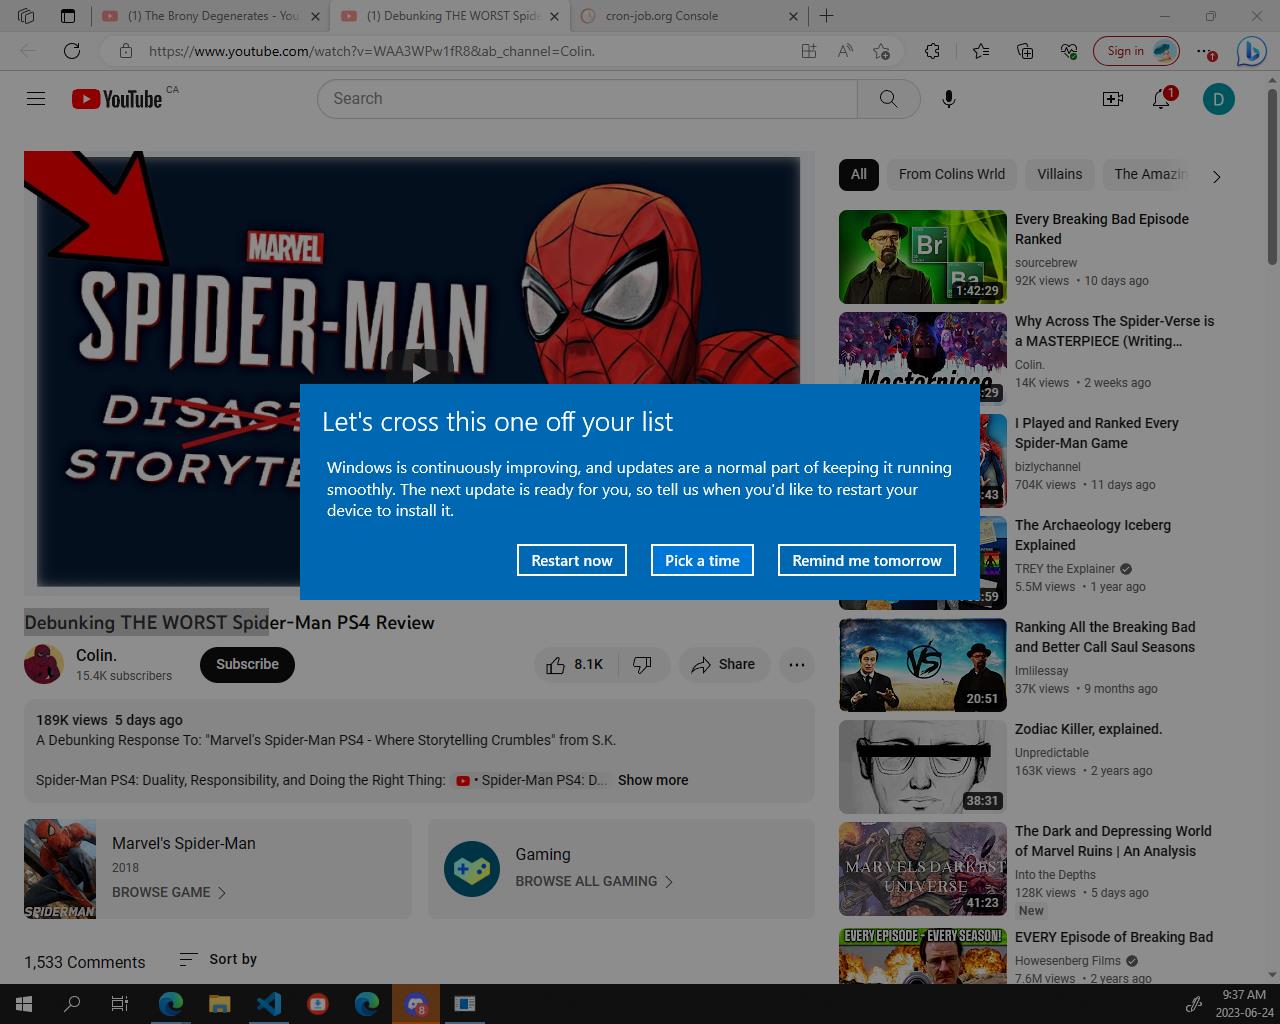 (1) The Brony Degenerates - You
(1) Debunking THE WORST Spide
cron-job.org Console
https://www.youtube.com/watch?v=WAA3WPw1fR8&ab_channel=Colin.
Sign in
YouTube CA
Search
1
D
MARVEL
SPIDER-MAN
STORYTE
Let's cross this one off your list
Windows is continuously improving, and updates are a normal part of keeping it running
smoothly. The next update is ready for you, so tell us when you'd like to restart your
device to install it.
Restart now
Pick a time
Remind me tomorrow
Debunking THE WORST Spider-Man PS4 Review
Colin.
15.4K subscribers
Subscribe
8.1K
Share
189K views 5 days ago
A Debunking Response To: "Marvel's Spider-Man PS4 - Where Storytelling Crumbles" from S.K.
Spider-Man PS4: Duality, Responsibility, and Doing the Right Thing: • Spider-Man PS4: D... Show more
SPIDERMAN
Marvel's Spider-Man
2018
BROWSE GAME
Gaming
BROWSE ALL GAMING
1,533 Comments
Sort by
All
From Colins Wrld
Villains
The Amazin
Br
Ba
1:42:29
Every Breaking Bad Episode
Ranked
sourcebrew
92K views • 10 days ago
Masterpiece
:29
Why Across The Spider-Verse is
a MASTERPIECE (Writing...
Colin.
14K views • 2 weeks ago
:43
I Played and Ranked Every
Spider-Man Game
bizlychannel
704K views • 11 days ago
:59
The Archaeology Iceberg
Explained
TREY the Explainer
5.5M views • 1 year ago
VS
20:51
Ranking All the Breaking Bad
and Better Call Saul Seasons
Imlilessay
37K views • 9 months ago
38:31
Zodiac Killer, explained.
Unpredictable
163K views • 2 years ago
MARVELS DARKEST
UNIVERSE
41:23
The Dark and Depressing World
of Marvel Ruins | An Analysis
Into the Depths
128K views • 5 days ago
New
EVERY EPISODE - EVERY SEASON!
EVERY Episode of Breaking Bad
Howesenberg Films
7.6M views • 2 years ago
8
9:37 AM
2023-06-24